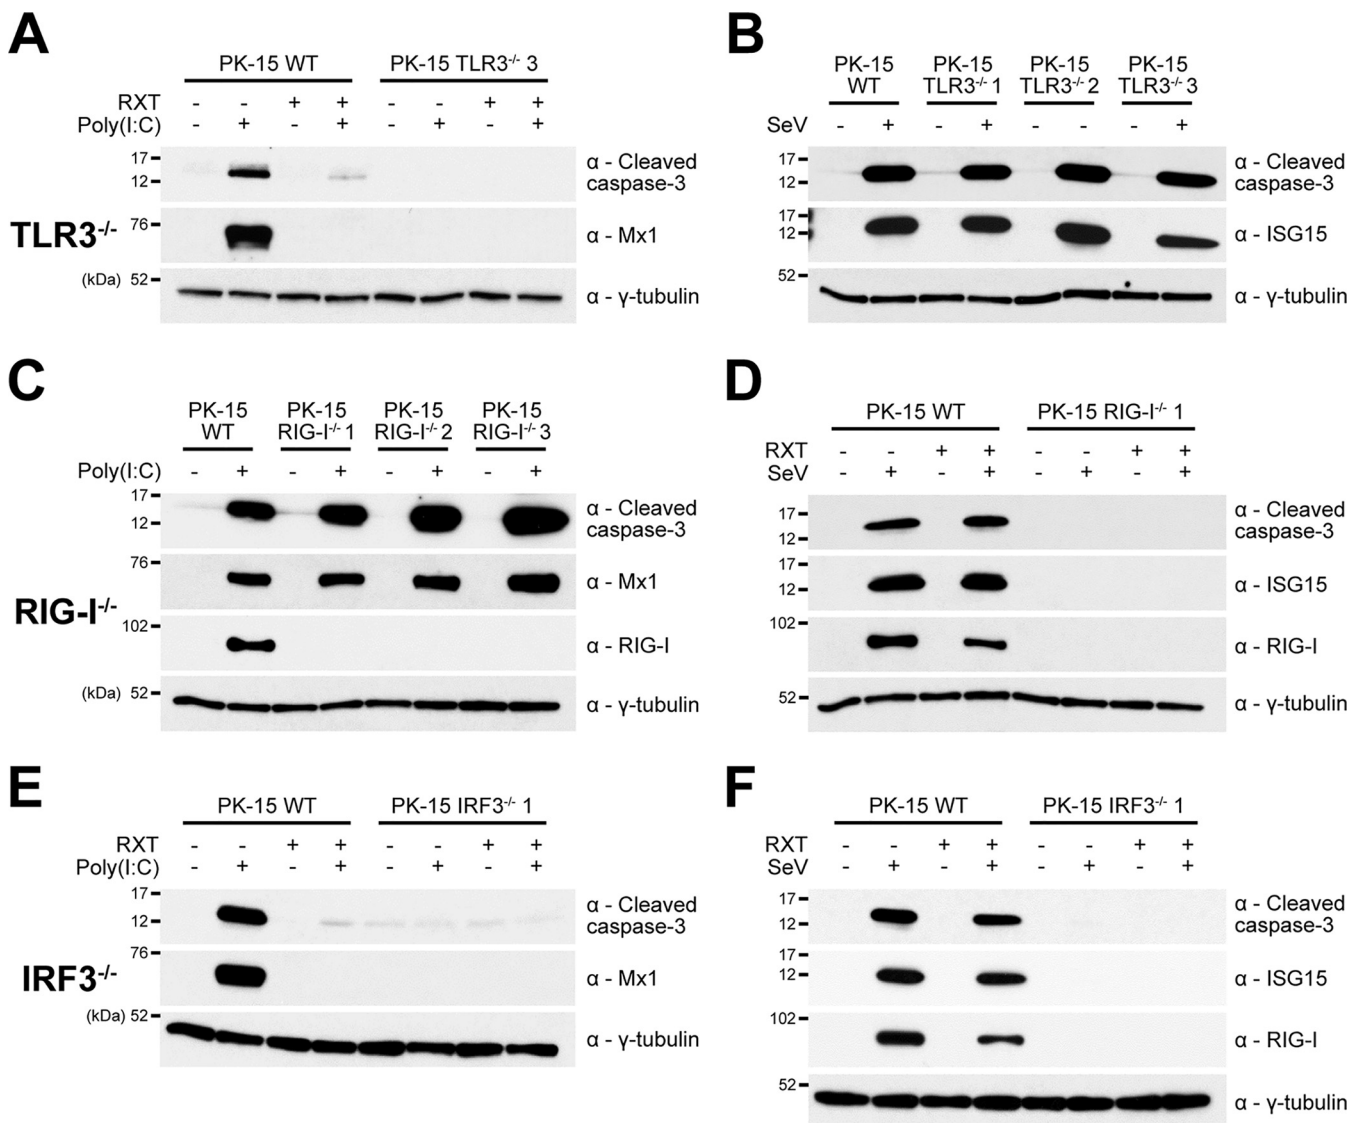 A
PK-15 WT
PK-15 TLR3-/- 3
RXT - - + + - - + +
Poly(I:C) - + - + - + - +
17
12
α - Cleaved
caspase-3
TLR3-/-
76
α - Mx1
(kDa) 52
α - γ-tubulin
B
PK-15
WT
PK-15
TLR3-/- 1
PK-15
TLR3-/- 2
PK-15
TLR3-/- 3
SeV - + - + - - - +
17
12
α - Cleaved
caspase-3
17
12
α - ISG15
52
α - γ-tubulin
C
PK-15
WT
PK-15
RIG-I-/- 1
PK-15
RIG-I-/- 2
PK-15
RIG-I-/- 3
Poly(I:C) - + - + - + - +
17
12
α - Cleaved
caspase-3
76
α - Mx1
RIG-I-/-
102
α - RIG-I
(kDa) 52
α - γ-tubulin
D
PK-15 WT
PK-15 RIG-I-/- 1
RXT - - + + - - + +
SeV - + - + - + - +
17
12
α - Cleaved
caspase-3
17
12
α - ISG15
102
α - RIG-I
52
α - γ-tubulin
E
PK-15 WT
PK-15 IRF3-/- 1
RXT - - + + - - + +
Poly(I:C) - + - + - + - +
17
12
α - Cleaved
caspase-3
76
IRF3-/-
α - Mx1
(kDa) 52
α - γ-tubulin
F
PK-15 WT
PK-15 IRF3-/- 1
RXT - - + + - - + +
SeV - + - + - + - +
17
12
α - Cleaved
caspase-3
17
12
α - ISG15
102
α - RIG-I
52
α - γ-tubulin